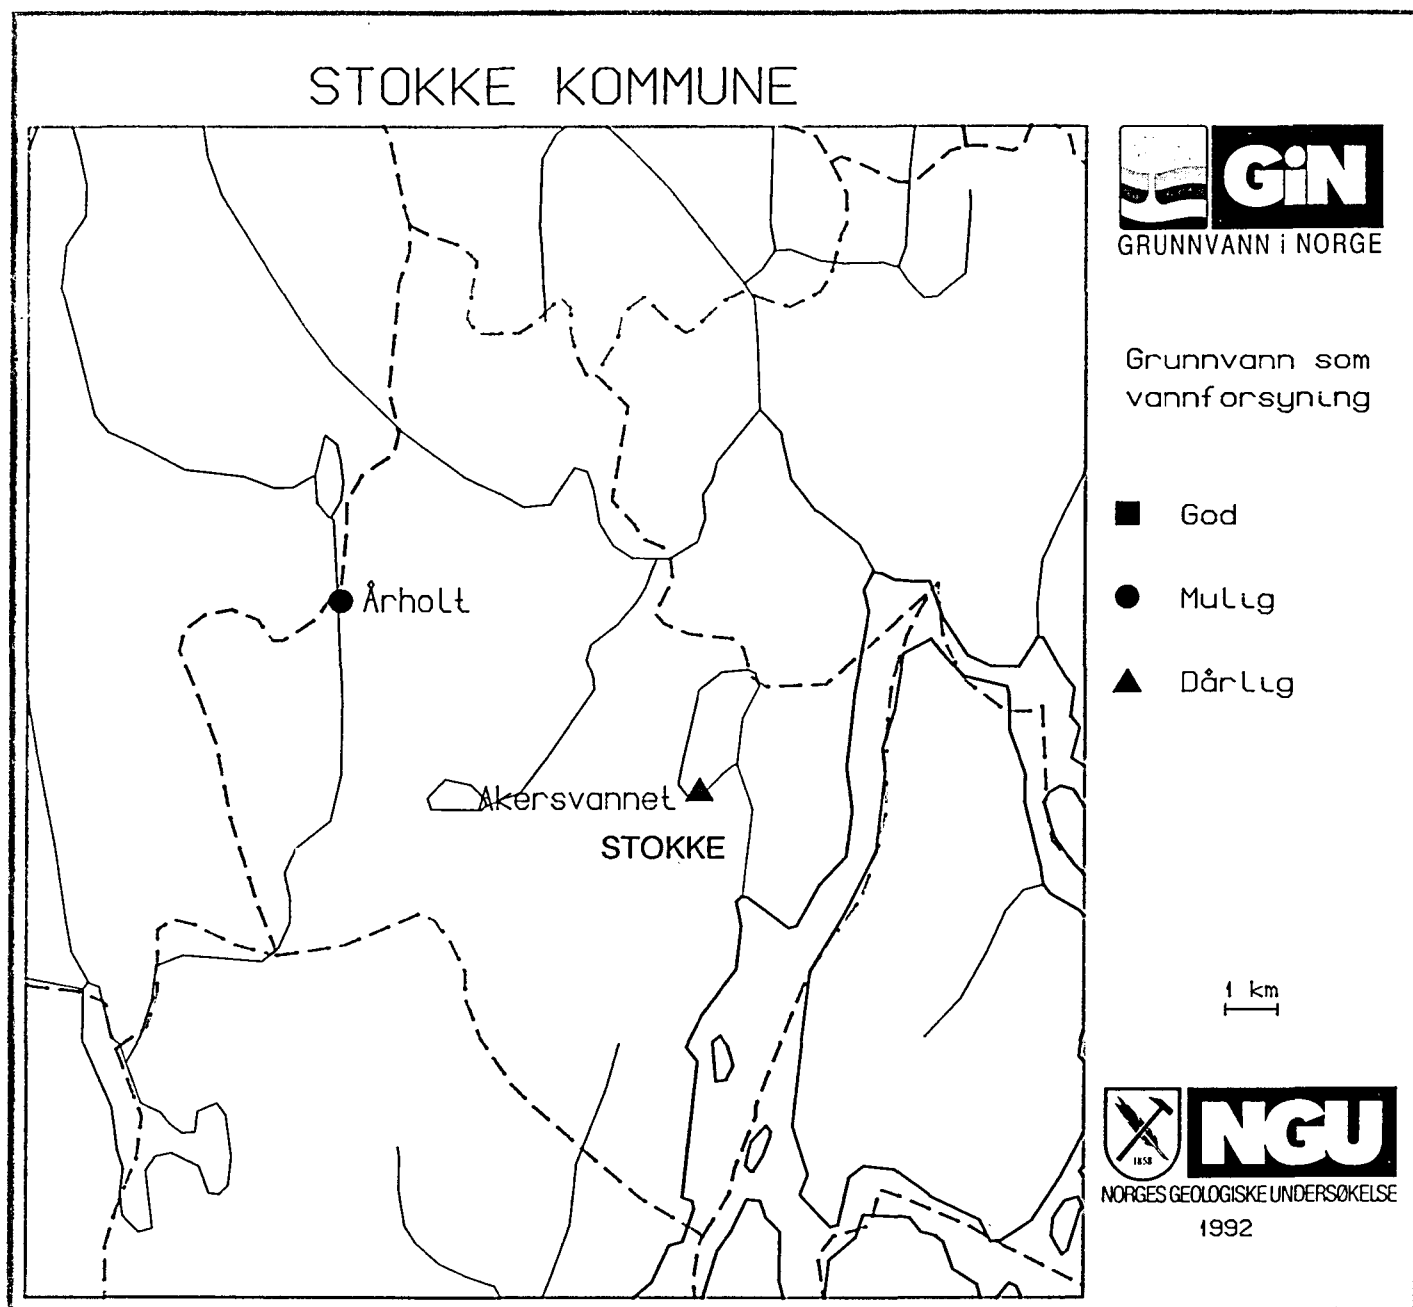 STOKKE KOMMUNE
GiN
GRUNNVANN i NORGE
Grunnvann som
vannforsyning
God
Mulig
Dårlig
Årholt
Akersvannet
STOKKE
1 km
1858
NGU
NORGES GEOLOGISKE UNDERSØKELSE
1992